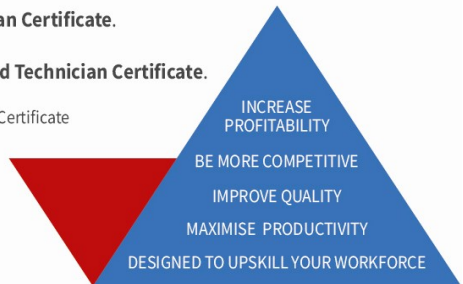 an Certificate.
d Technician Certificate.
Certificate
INCREASE
PROFITABILITY
BE MORE COMPETITIVE
IMPROVE QUALITY
MAXIMISE PRODUCTIVITY
DESIGNED TO UPSKILL YOUR WORKFORCE